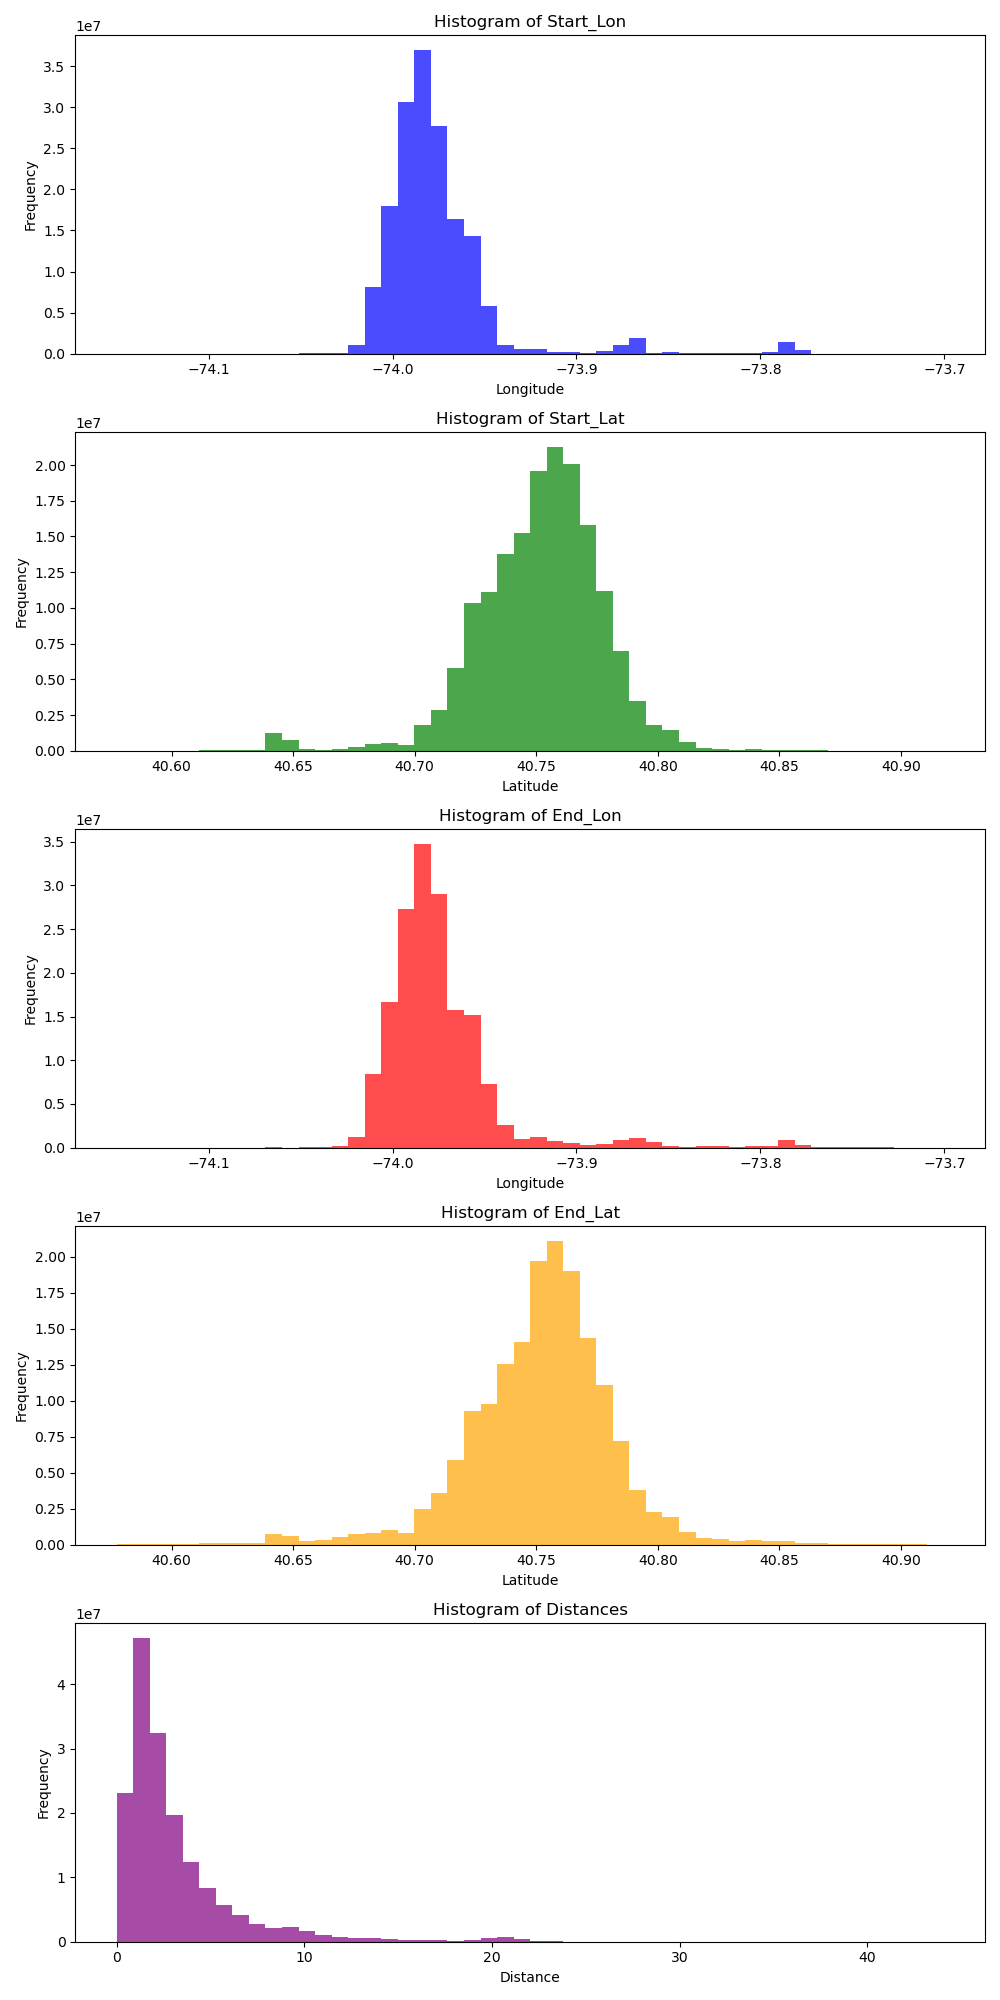 Histogram of Start_Lon
1e7
3.5
3.0
2.5
2.0
1.5
1.0
0.5
0.0
Frequency
−74.1 −74.0 −73.9 −73.8 −73.7
Longitude
Histogram of Start_Lat
1e7
2.00
1.75
1.50
1.25
1.00
0.75
0.50
0.25
0.00
Frequency
40.60 40.65 40.70 40.75 40.80 40.85 40.90
Latitude
Histogram of End_Lon
1e7
3.5
3.0
2.5
2.0
1.5
1.0
0.5
0.0
Frequency
−74.1 −74.0 −73.9 −73.8 −73.7
Longitude
Histogram of End_Lat
1e7
2.00
1.75
1.50
1.25
1.00
0.75
0.50
0.25
0.00
Frequency
40.60 40.65 40.70 40.75 40.80 40.85 40.90
Latitude
Histogram of Distances
1e7
4
3
2
1
0
Frequency
0 10 20 30 40
Distance